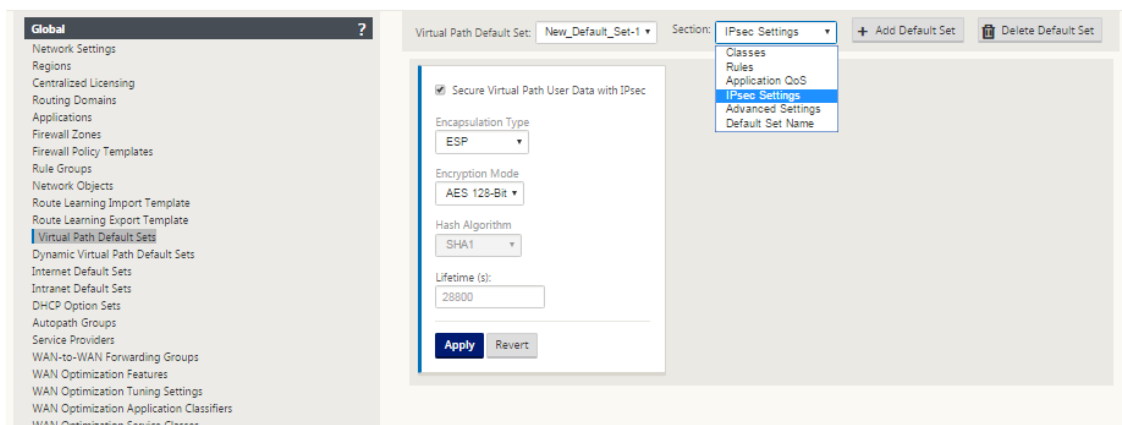 Global ?
Network Settings
Regions
Centralized Licensing
Routing Domains
Applications
Firewall Zones
Firewall Policy Templates
Rule Groups
Network Objects
Route Learning Import Template
Route Learning Export Template
Virtual Path Default Sets
Dynamic Virtual Path Default Sets
Internet Default Sets
Intranet Default Sets
DHCP Option Sets
Autopath Groups
Service Providers
WAN-to-WAN Forwarding Groups
WAN Optimization Features
WAN Optimization Tuning Settings
WAN Optimization Application Classifiers
WAN Optimization Service Classes
Virtual Path Default Set: New_Default_Set-1 Section: IPsec Settings + Add Default Set Delete Default Set
Classes
Rules
Application QoS
IPsec Settings
Advanced Settings
Default Set Name
Secure Virtual Path User Data with IPsec
Encapsulation Type
ESP
Encryption Mode
AES 128-Bit
Hash Algorithm
SHA1
Lifetime (s):
28800
Apply Revert